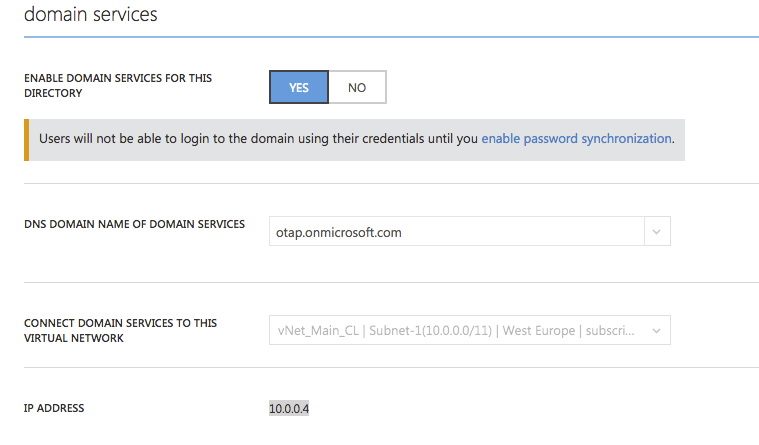 domain services
ENABLE DOMAIN SERVICES FOR THIS
DIRECTORY
YES
NO
Users will not be able to login to the domain using their credentials until you enable password synchronization.
DNS DOMAIN NAME OF DOMAIN SERVICES
otap.onmicrosoft.com
CONNECT DOMAIN SERVICES TO THIS
VIRTUAL NETWORK
vNet_Main_CL | Subnet-1(10.0.0.0/11) | West Europe | subscri...
IP ADDRESS
10.0.0.4